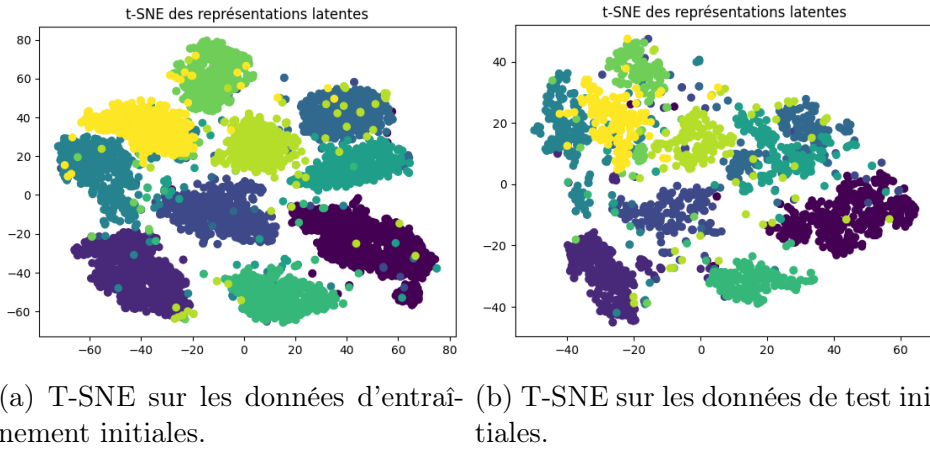 t-SNE des représentations latentes
80
60
40
20
0
−20
−40
−60
−60 −40 −20 0 20 40 60 80
t-SNE des représentations latentes
40
20
0
−20
−40
−40 −20 0 20 40 60
(a) T-SNE sur les données d'entraî-
nement initiales.
(b) T-SNE sur les données de test ini
tiales.